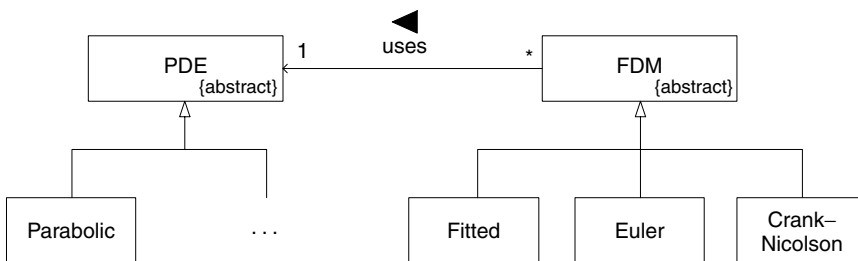 uses
PDE
{abstract}
1
*
FDM
{abstract}
Parabolic
...
Fitted
Euler
Crank–
Nicolson